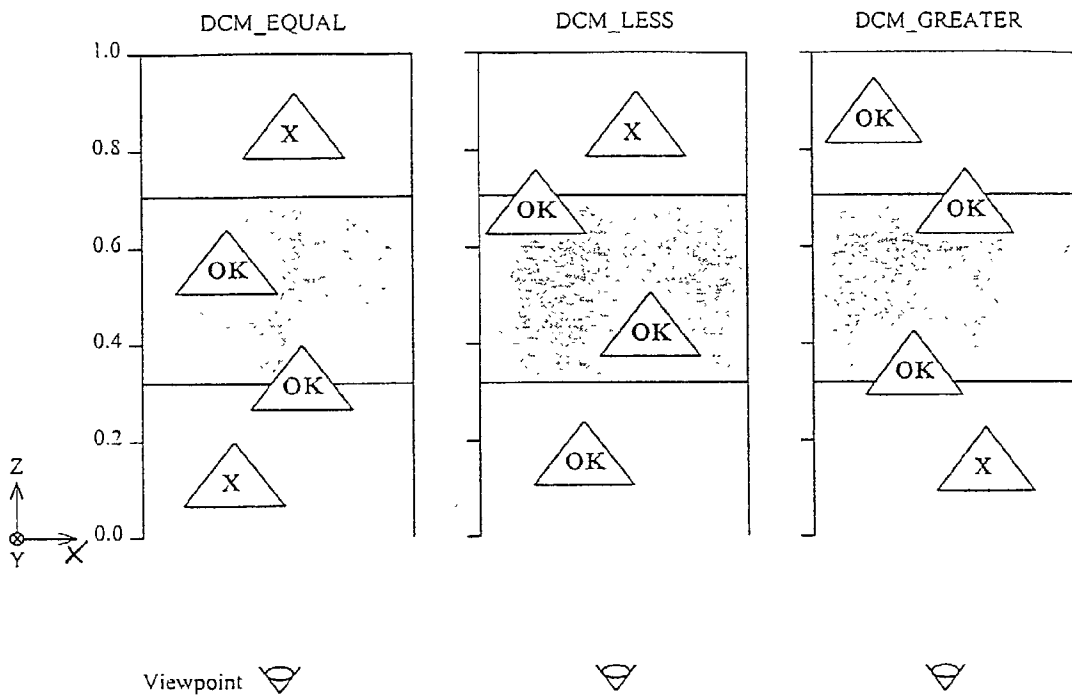 DCM_EQUAL DCM_LESS DCM_GREATER
1.0
OK
X X
0.8
OK OK
0.6
OK
OK
0.4
OK OK
0.2
OK X
X
Z
0.0
Y X
Viewpoint